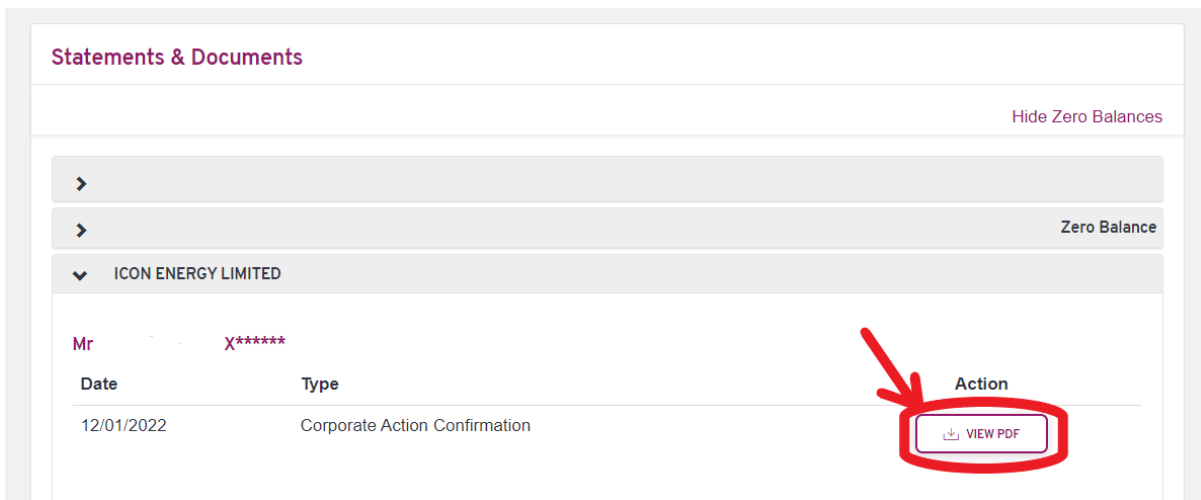 Statements & Documents
Hide Zero Balances
Zero Balance
ICON ENERGY LIMITED
Mr X******
Date Type Action
12/01/2022 Corporate Action Confirmation VIEW PDF